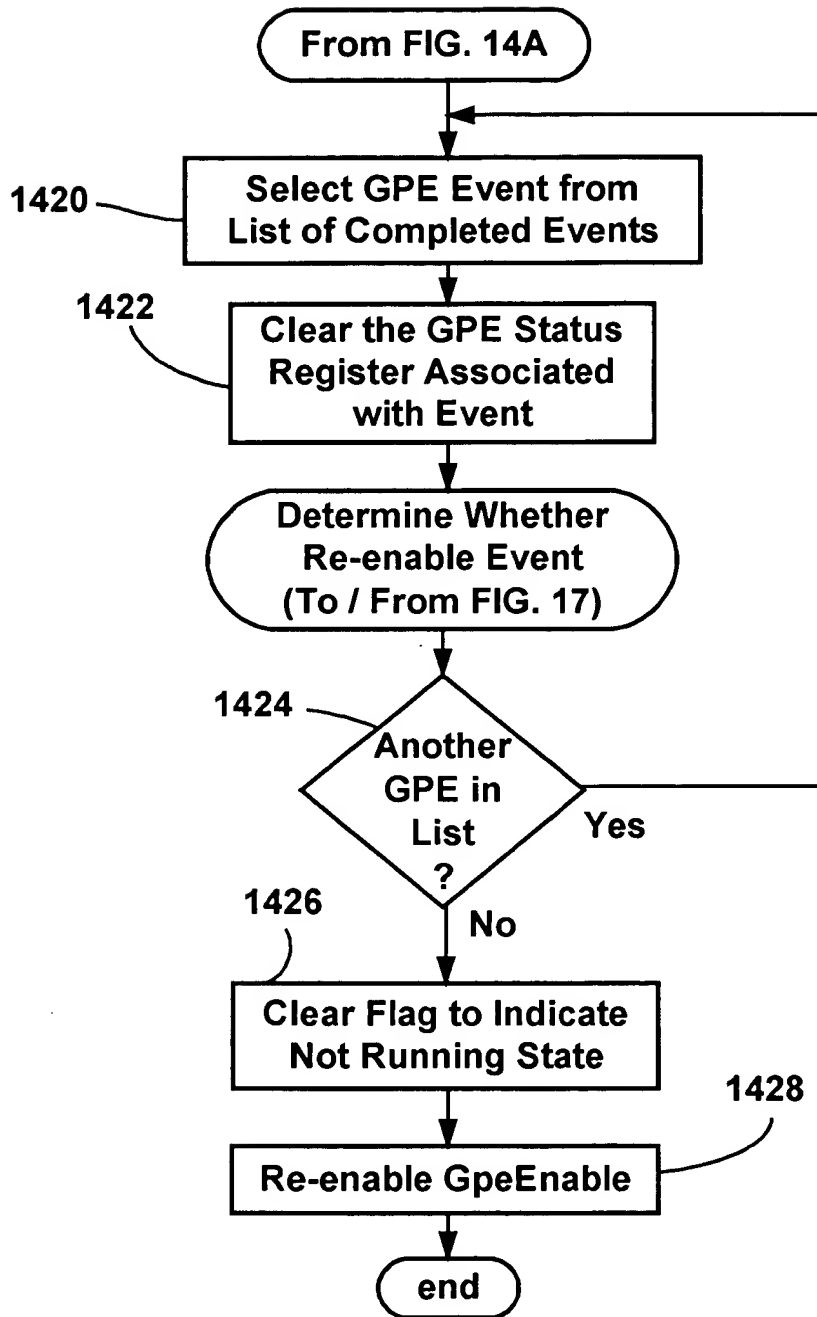 From FIG. 14A
1420
Select GPE Event from
List of Completed Events
1422
Clear the GPE Status
Register Associated
with Event
Determine Whether
Re-enable Event
(To / From FIG. 17)
1424
Another
GPE in
List
?
Yes
No
1426
Clear Flag to Indicate
Not Running State
1428
Re-enable GpeEnable
end